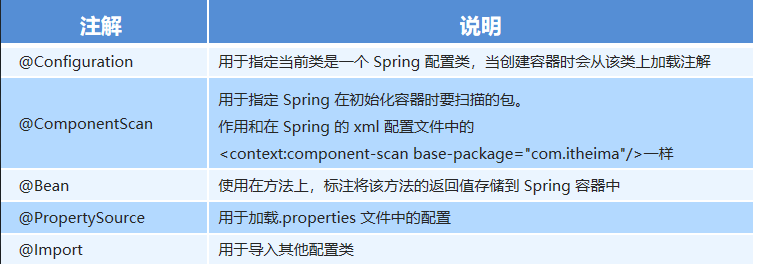 注解 说明
@Configuration 用于指定当前类是一个 Spring 配置类，当创建容器时会从该类上加载注解
@ComponentScan 用于指定 Spring 在初始化容器时要扫描的包。
作用和在 Spring 的 xml 配置文件中的
<context:component-scan base-package="com.itheima"/>一样
@Bean 使用在方法上，标注将该方法的返回值存储到 Spring 容器中
@PropertySource 用于加载.properties 文件中的配置
@Import 用于导入其他配置类